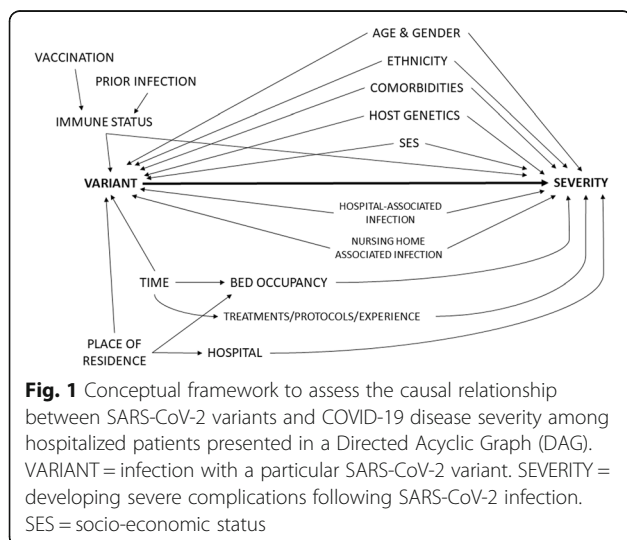 AGE & GENDER
VACCINATION
ETHNICITY
PRIOR INFECTION
COMORBIDITIES
IMMUNE STATUS
HOST GENETICS
SES
VARIANT
SEVERITY
HOSPITAL-ASSOCIATED
INFECTION
NURSING HOME
ASSOCIATED INFECTION
TIME
BED OCCUPANCY
TREATMENTS/PROTOCOLS/EXPERIENCE
PLACE OF
RESIDENCE
HOSPITAL
Fig. 1 Conceptual framework to assess the causal relationship
between SARS-CoV-2 variants and COVID-19 disease severity among
hospitalized patients presented in a Directed Acyclic Graph (DAG).
VARIANT = infection with a particular SARS-CoV-2 variant. SEVERITY =
developing severe complications following SARS-CoV-2 infection.
SES = socio-economic status